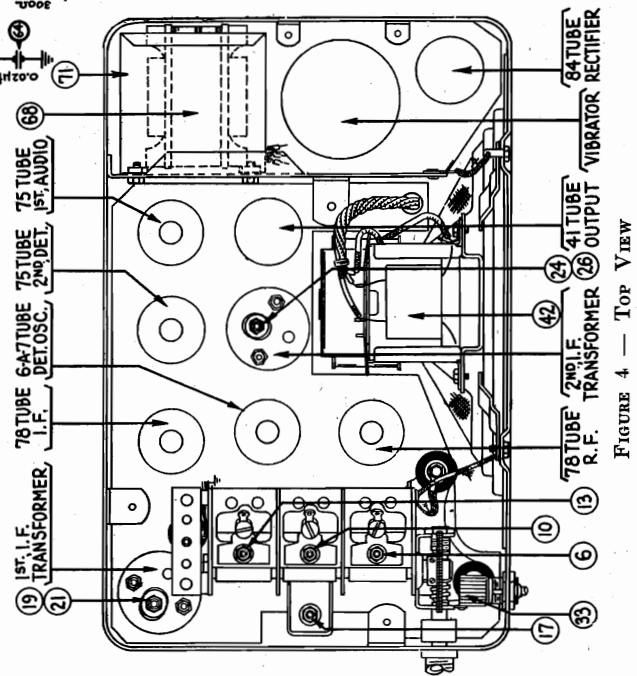 300Ω
64
0.02µf
19
21
1ST. I.F.
TRANSFORMER
78 TUBE
I.F.
6-A-7 TUBE
DET. OSC.
75 TUBE
2ND. DET.
75 TUBE
1ST. AUDIO
68
71
17
33
6
10
13
78 TUBE
R.F.
2ND. I.F.
TRANSFORMER
42
24
26
41 TUBE
OUTPUT
VIBRATOR
84 TUBE
RECTIFIER
FIGURE 4 — TOP VIEW